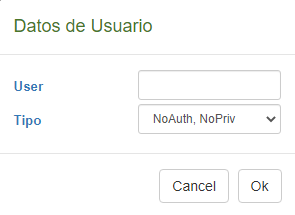 Datos de Usuario
User
Tipo NoAuth, NoPriv
Cancel Ok